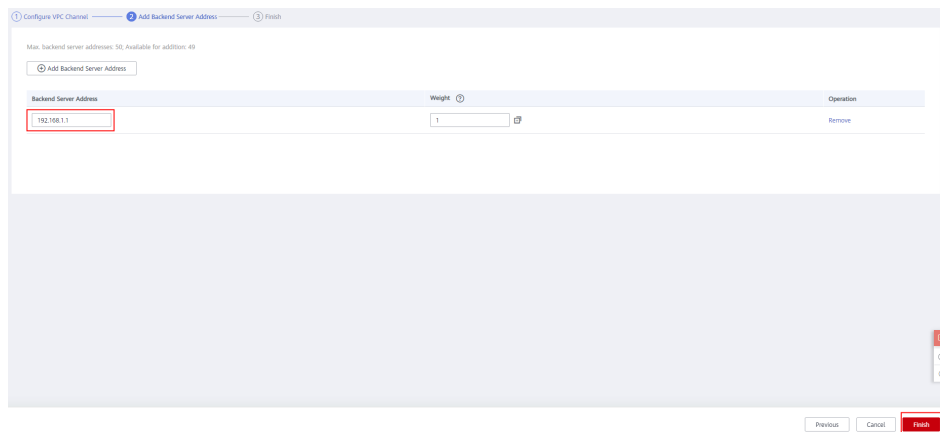 1 Configure VPC Channel 2 Add Backend Server Address 3 Finish
Max. backend server addresses: 50, Available for addition: 49
Add Backend Server Address
Backend Server Address Weight ? Operation
192.168.1.1 1 Remove
Previous Cancel Finish